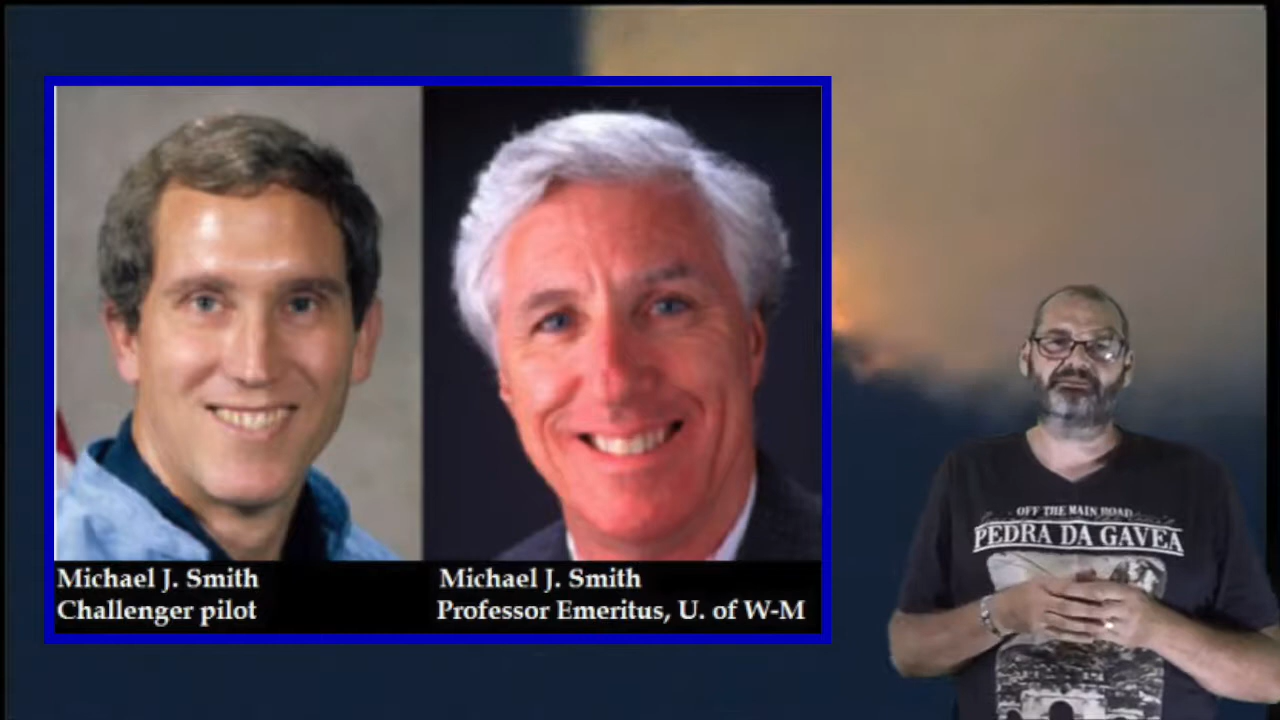 Michael J. Smith
Challenger pilot
Michael J. Smith
Professor Emeritus, U. of W-M
OFF THE MAIN ROAD
PEDRA DA GAVEA